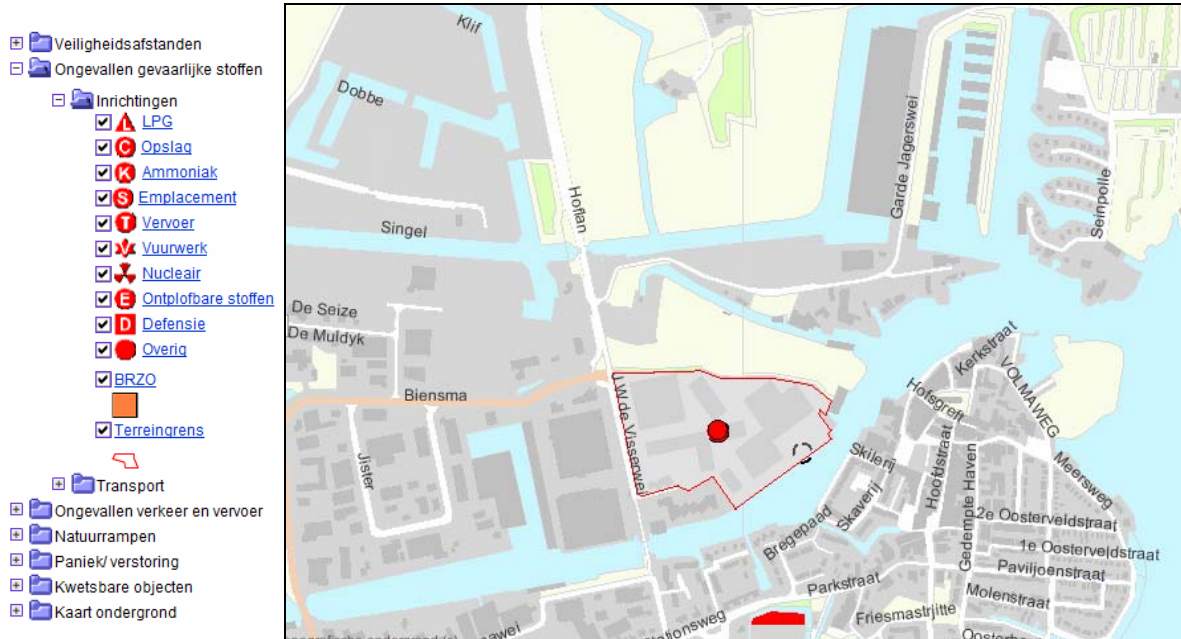 Veiligheidsafstanden
Ongevallen gevaarlijke stoffen
Inrichtingen
L LPG
C Opslag
K Ammoniak
S Emplacement
T Vervoer
Vuurwerk
Nucleair
E Ontplofbare stoffen
D Defensie
Overig
BRZO
Terreingrens
Transport
Ongevallen verkeer en vervoer
Natuurrampen
Paniek/verstoring
Kwetsbare objecten
Kaart ondergrond
Klif
Dobbe
Hoflan
Singel
Garde Jagerswei
Seinpolle
De Seize
De Muldyk
Biensma
J.W de Visserwei
Jister
Kerkstraat
VOLMAWEG
Hofsgreft
Skilerij
Skaverij
Hoofdstraat
Gedempte Haven
Meersweg
Bregepaad
2e Oosterveldstraat
1e Oosterveldstraat
Paviljoenstraat
Parkstraat
Molenstraat
Friesmastrjitte